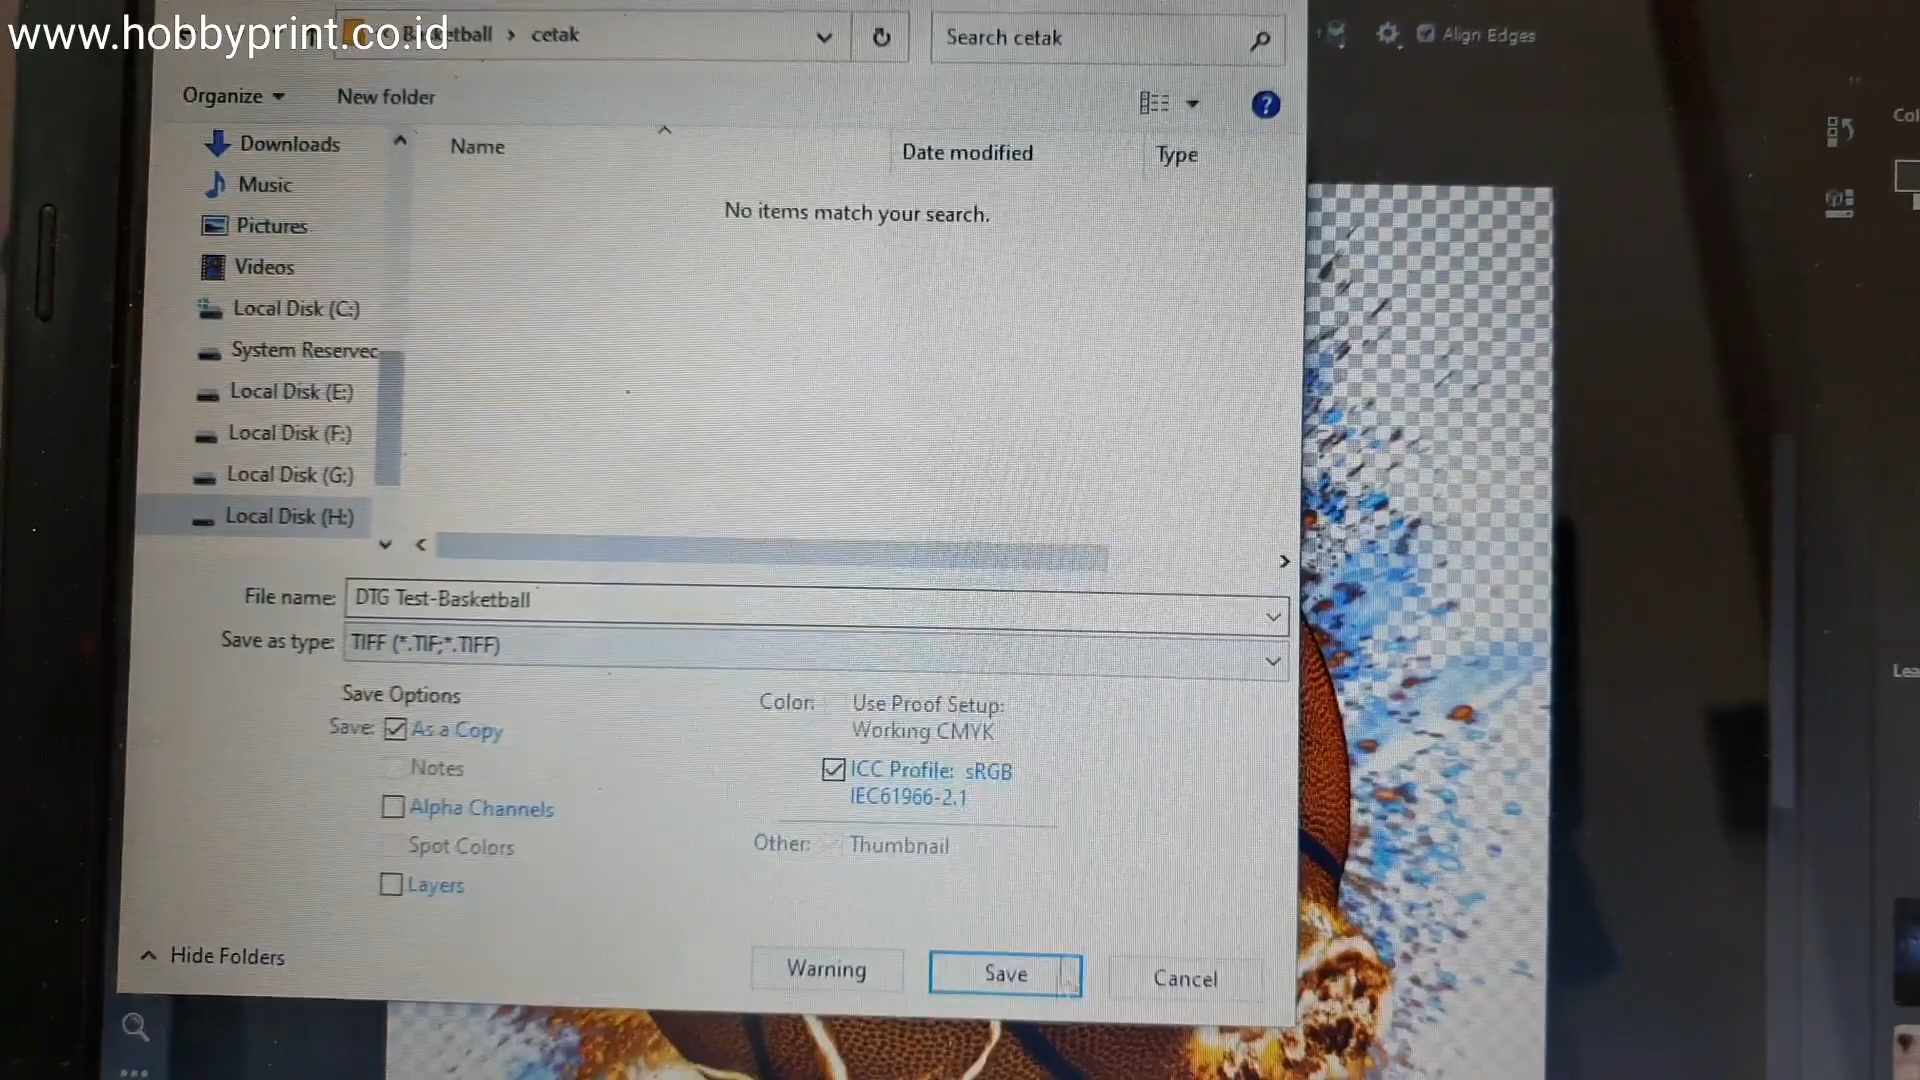 www.hobbyprint.co.id
cetak
Search cetak
Align Edges
Organize
New folder
Name
Date modified
Type
No items match your search.
Downloads
Music
Pictures
Videos
Local Disk (C:)
System Reserved
Local Disk (E:)
Local Disk (F:)
Local Disk (G:)
Local Disk (H:)
File name: DTG Test-Basketball
Save as type: TIFF (*.TIF;*.TIFF)
Save Options
Save: As a Copy
Notes
Alpha Channels
Spot Colors
Layers
Color: Use Proof Setup:
Working CMYK
ICC Profile: sRGB
IEC61966-2.1
Other: Thumbnail
Hide Folders
Warning
Save
Cancel